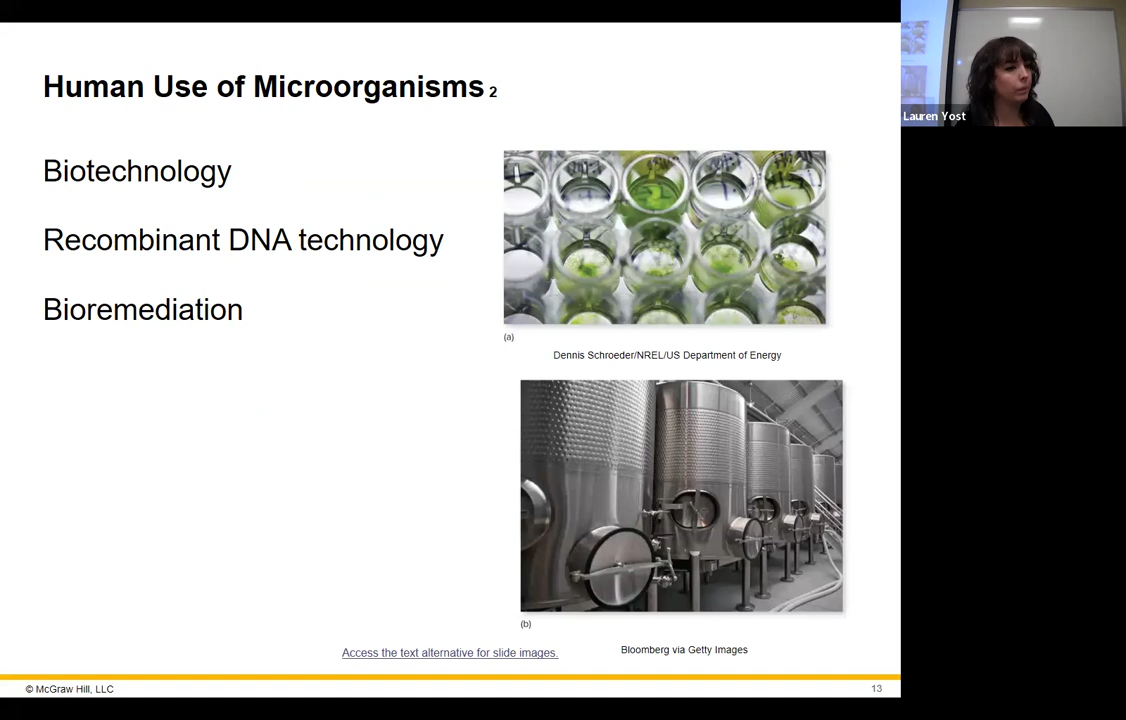 Human Use of Microorganisms 2
Lauren Yost
Biotechnology
Recombinant DNA technology
Bioremediation
(a)
Dennis Schroeder/NREL/US Department of Energy
(b)
Access the text alternative for slide images.
Bloomberg via Getty Images
© McGraw Hill, LLC
13